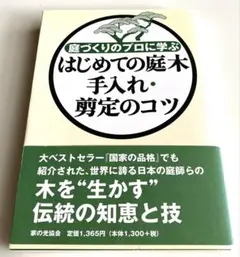 庭づくりのプロに学ぶ
はじめての庭木
手入れ・
剪定のコツ
大ベストセラー『国家の品格』でも
紹介された、世界に誇る日本の庭師らの
木を"生かす"
伝統の知恵と技
家の光協会 定価1,365円（本体1,300+税）